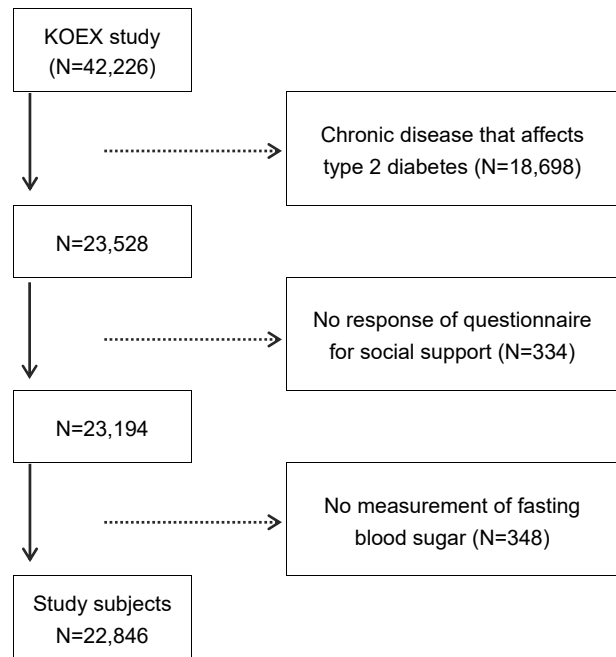 KOEX study
(N=42,226)
Chronic disease that affects
type 2 diabetes (N=18,698)
N=23,528
No response of questionnaire
for social support (N=334)
N=23,194
No measurement of fasting
blood sugar (N=348)
Study subjects
N=22,846